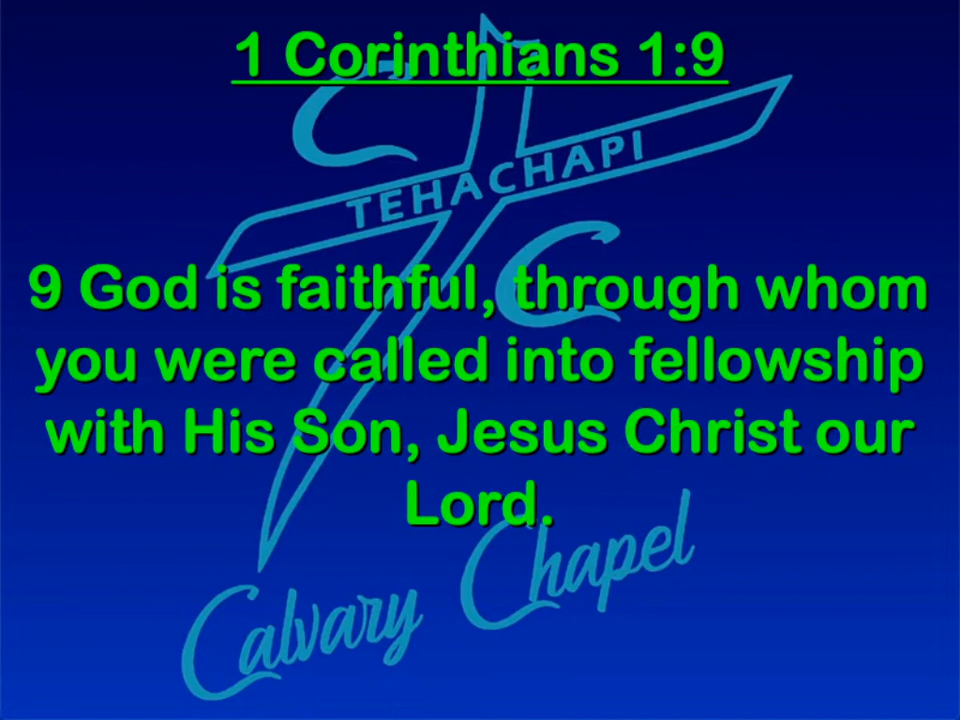 1 Corinthians 1:9
C
TEHACHAPI
C
9 God is faithful, through whom
you were called into fellowship
with His Son, Jesus Christ our
Lord.
Calvary Chapel